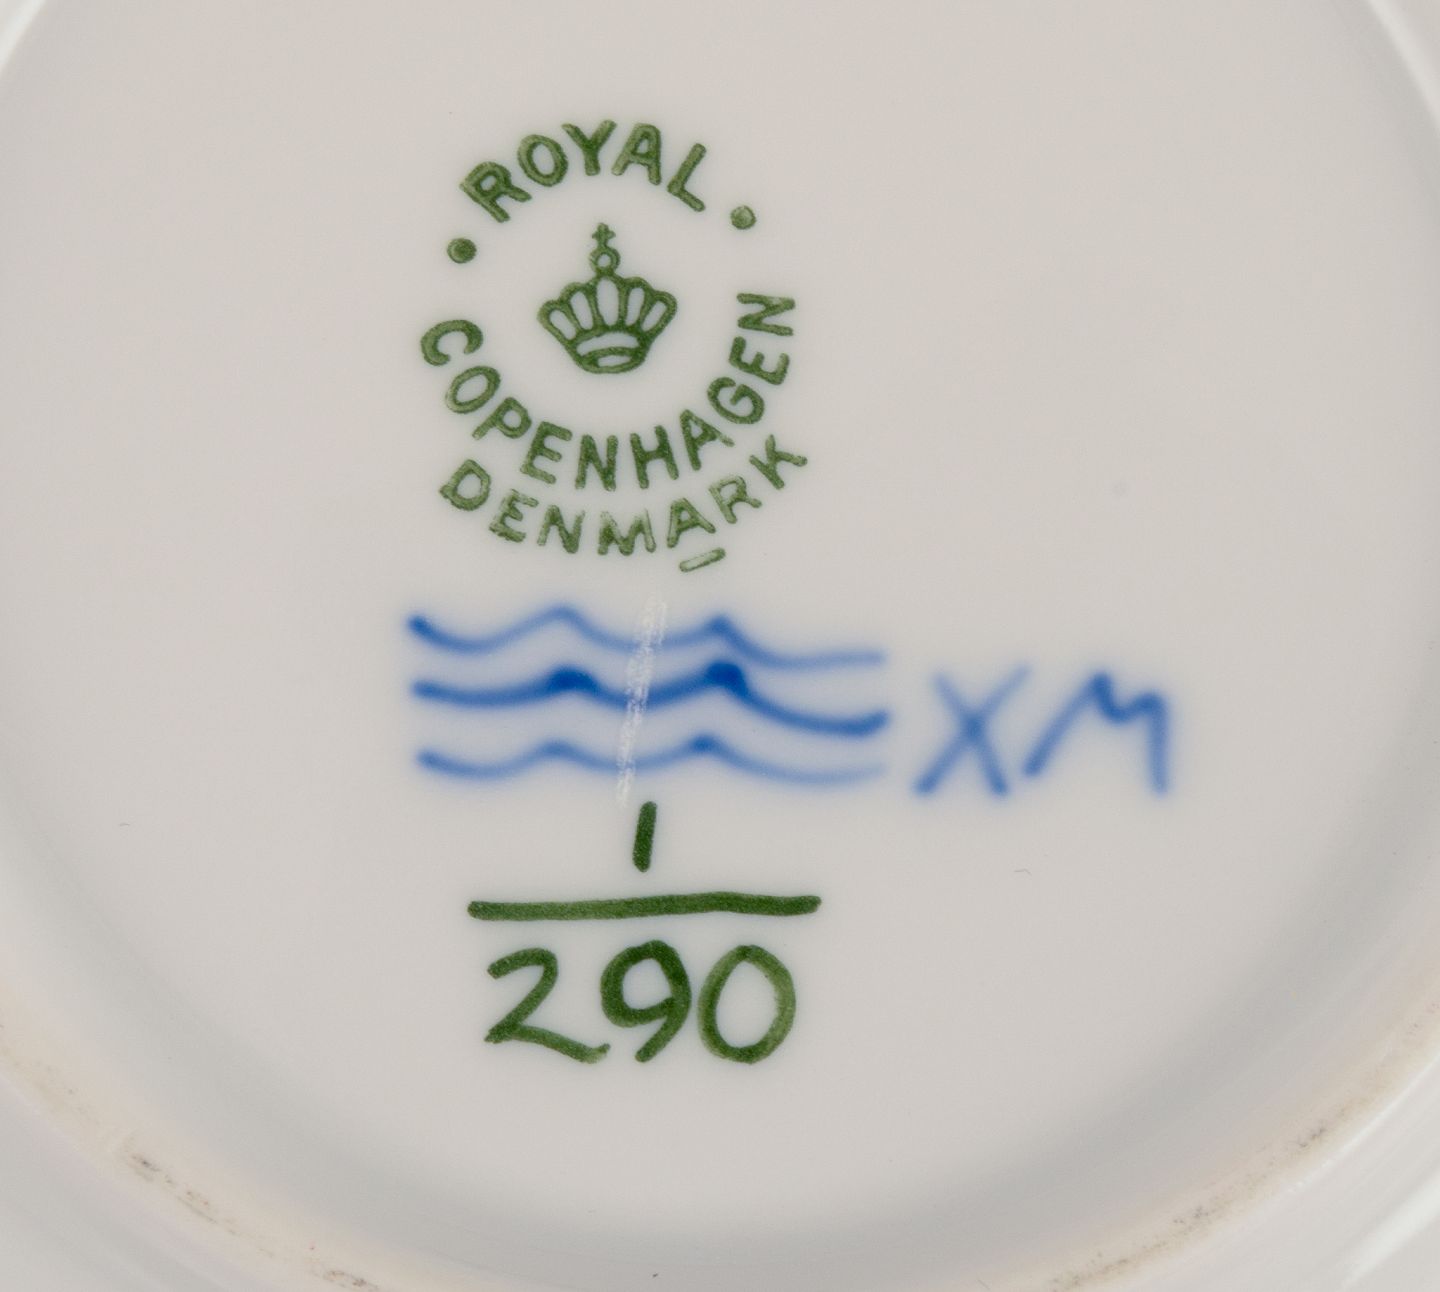 ROYAL
COPENHAGEN
DENMARK
XM
1
290